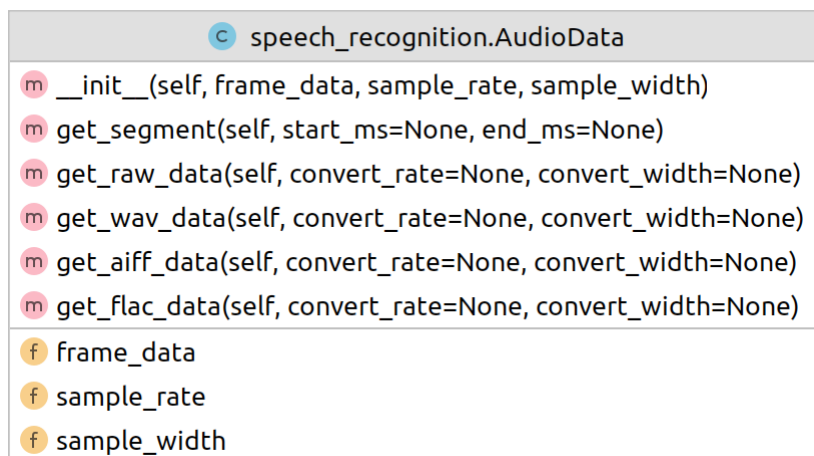 C speech_recognition.AudioData
m __init__(self, frame_data, sample_rate, sample_width)
m get_segment(self, start_ms=None, end_ms=None)
m get_raw_data(self, convert_rate=None, convert_width=None)
m get_wav_data(self, convert_rate=None, convert_width=None)
m get_aiff_data(self, convert_rate=None, convert_width=None)
m get_flac_data(self, convert_rate=None, convert_width=None)
f frame_data
f sample_rate
f sample_width